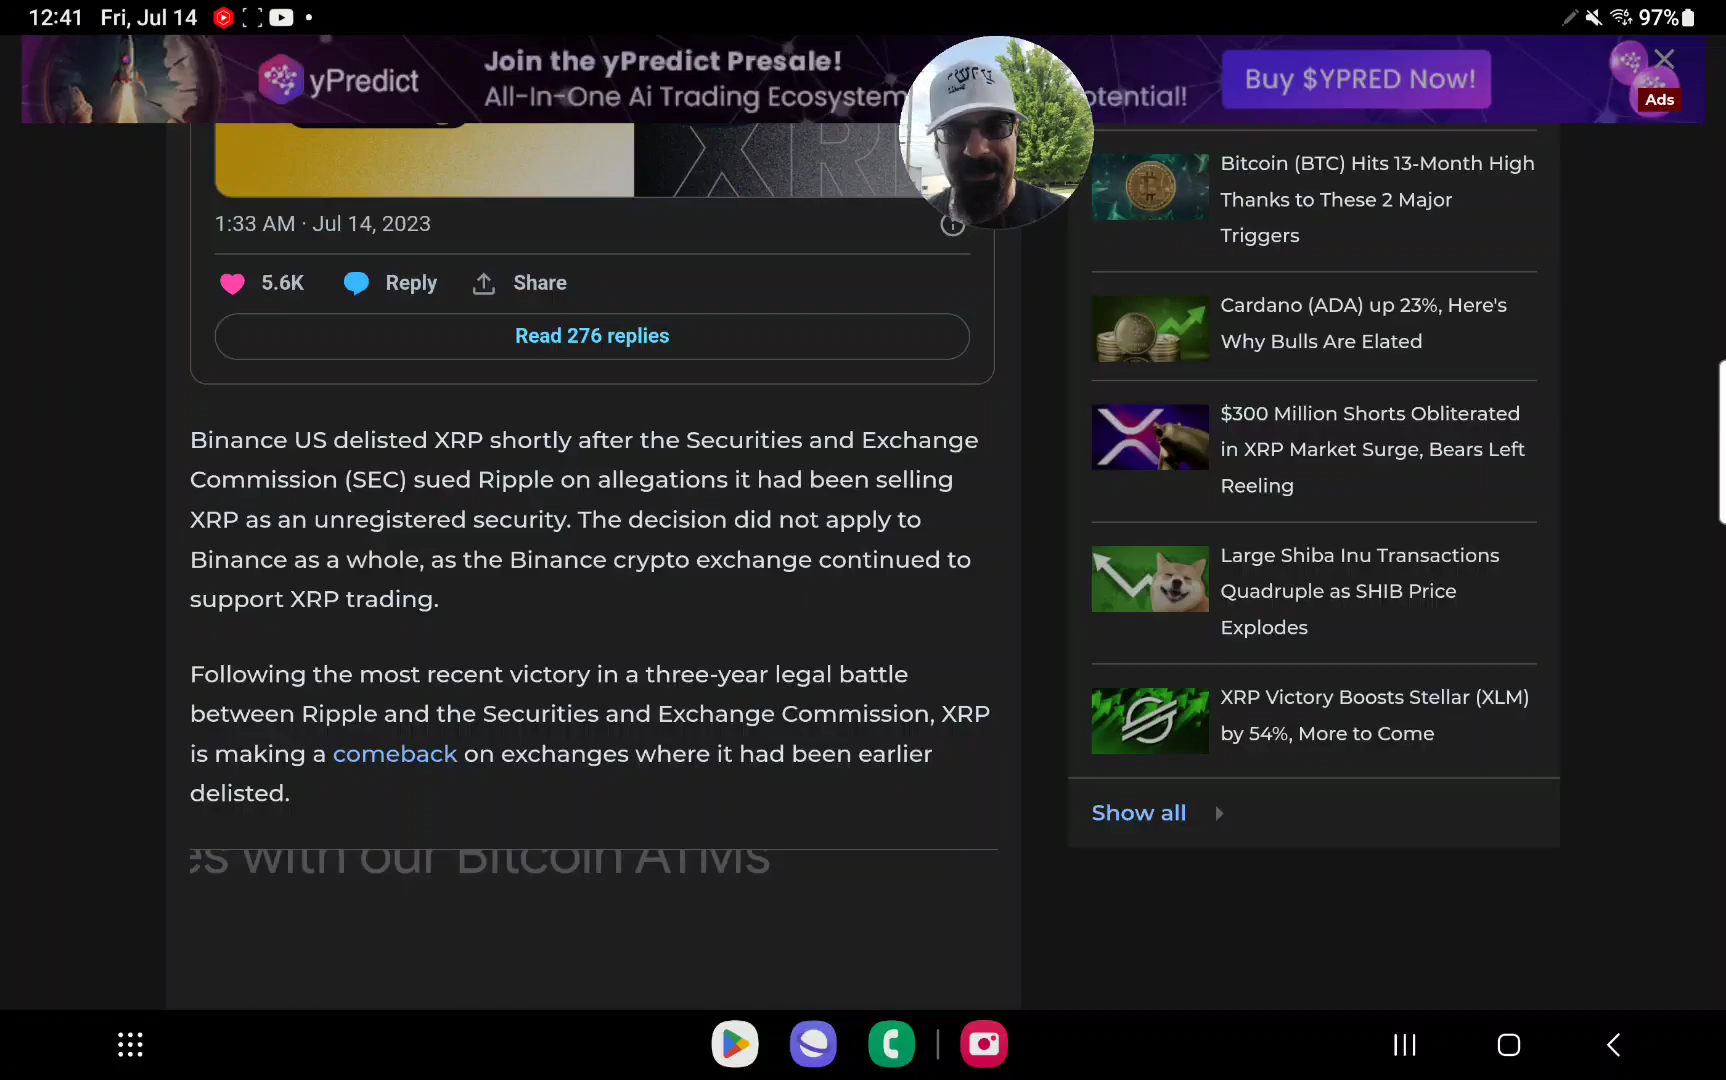 12:41 Fri, Jul 14
97%
yPredict
Join the yPredict Presale!
All-In-One Ai Trading Ecosystem
otential!
Buy $YPRED Now!
Ads
1:33 AM · Jul 14, 2023
5.6K Reply Share
Read 276 replies
Binance US delisted XRP shortly after the Securities and Exchange
Commission (SEC) sued Ripple on allegations it had been selling
XRP as an unregistered security. The decision did not apply to
Binance as a whole, as the Binance crypto exchange continued to
support XRP trading.
Following the most recent victory in a three-year legal battle
between Ripple and the Securities and Exchange Commission, XRP
is making a comeback on exchanges where it had been earlier
delisted.
es with our Bitcoin ATMs
Bitcoin (BTC) Hits 13-Month High
Thanks to These 2 Major
Triggers
Cardano (ADA) up 23%, Here's
Why Bulls Are Elated
$300 Million Shorts Obliterated
in XRP Market Surge, Bears Left
Reeling
Large Shiba Inu Transactions
Quadruple as SHIB Price
Explodes
XRP Victory Boosts Stellar (XLM)
by 54%, More to Come
Show all